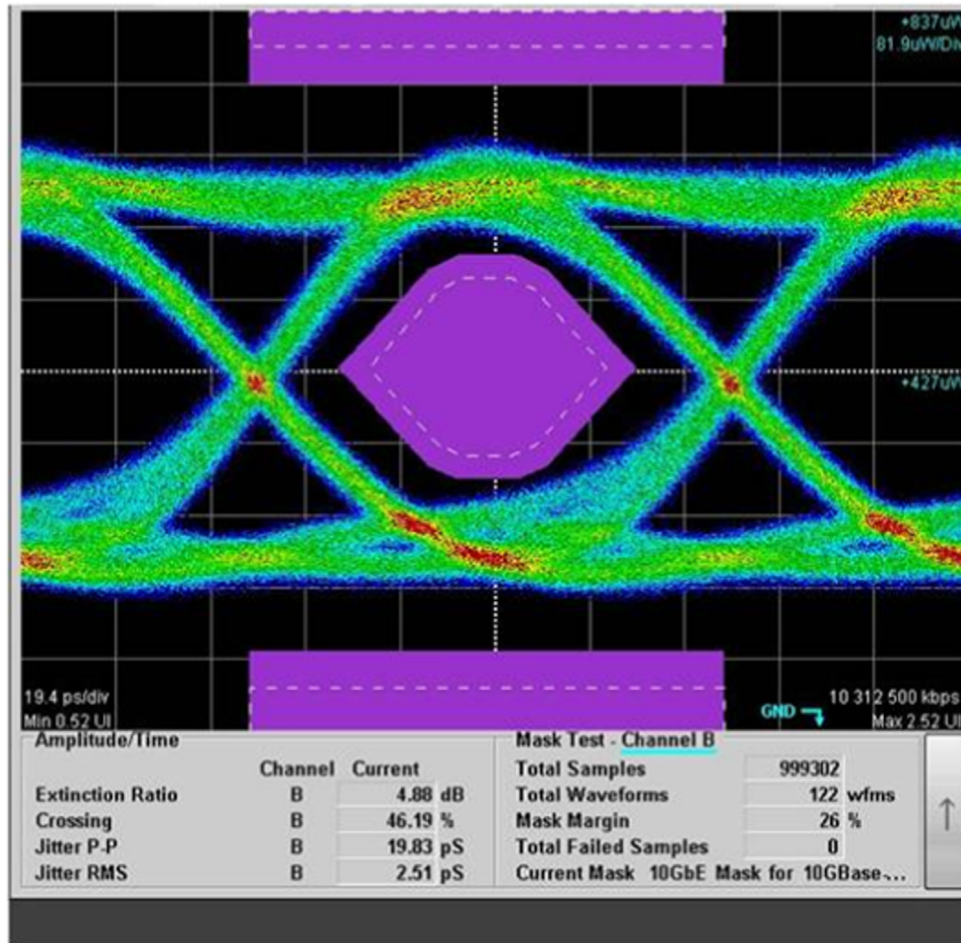 +837uW
81.9uW/Div
+427uW
19.4 ps/div
Min 0.52 UI
GND
10 312 500 kbps
Max 2.52 UI
Amplitude/Time
Channel Current
Extinction Ratio B 4.88 dB
Crossing B 46.19 %
Jitter P-P B 19.83 pS
Jitter RMS B 2.51 pS
Mask Test - Channel B
Total Samples 999302
Total Waveforms 122 wfms
Mask Margin 26 %
Total Failed Samples 0
Current Mask 10GbE Mask for 10GBase-...